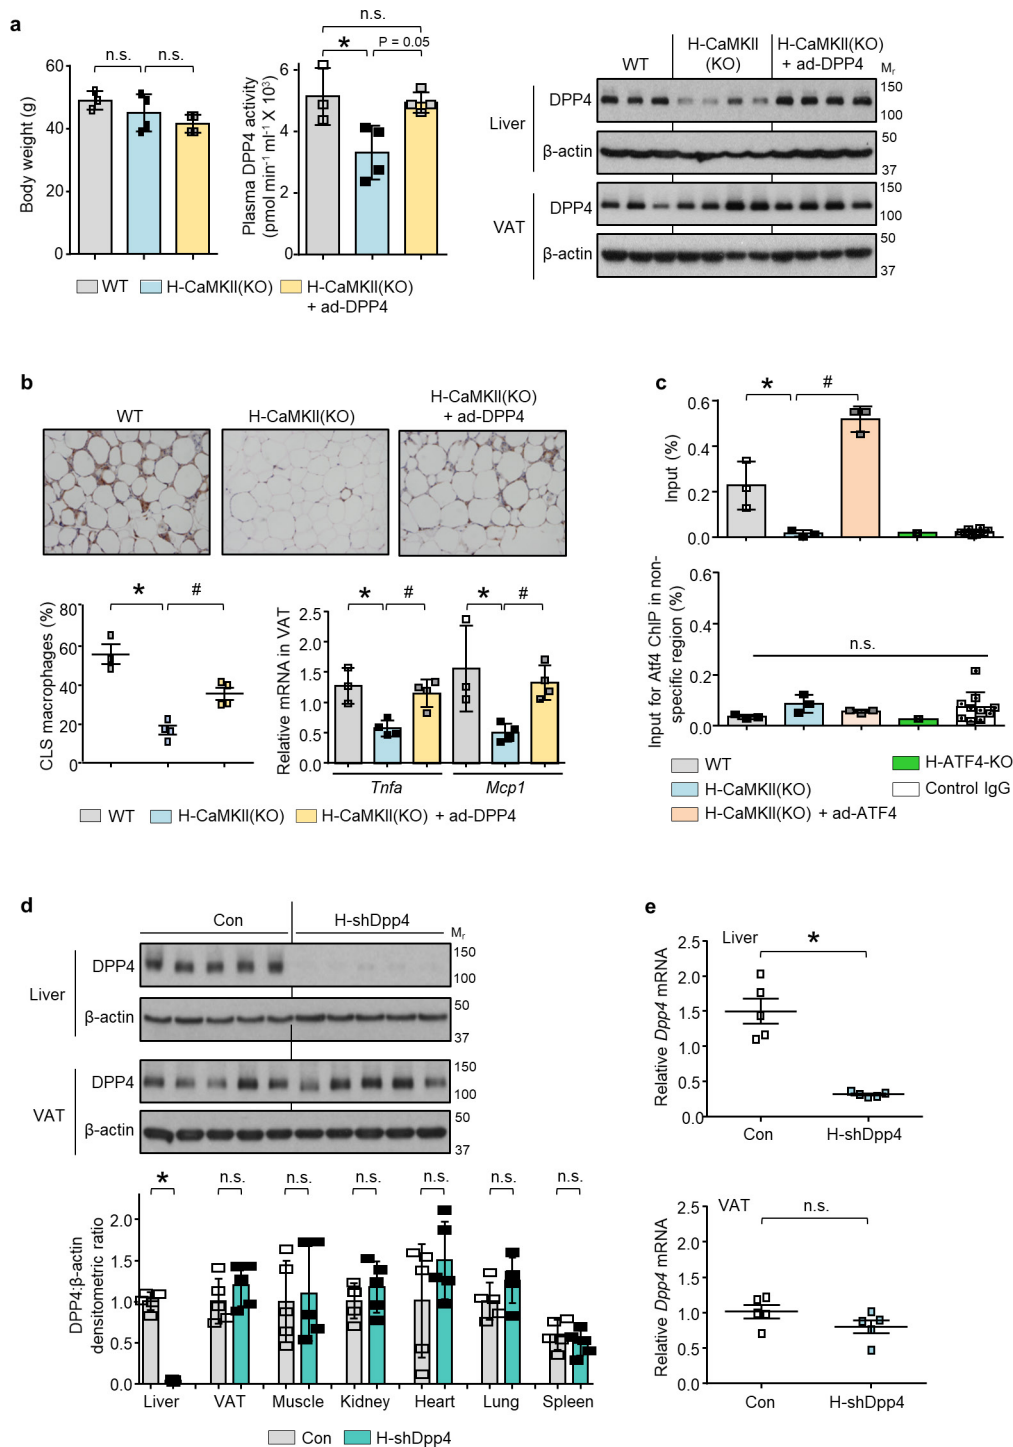 a
n.s.
n.s.
60
40
20
0
Body weight (g)
n.s.
*
P = 0.05
6
4
2
0
Plasma DPP4 activity
(pmol min⁻¹ ml⁻¹ X 10³)
WT
H-CaMKII(KO)
H-CaMKII(KO)
+ ad-DPP4
WT
H-CaMKII
(KO)
H-CaMKII(KO)
+ ad-DPP4
Mr
Liver
DPP4
150
100
β-actin
50
37
VAT
DPP4
150
100
β-actin
50
37
b
WT
H-CaMKII(KO)
H-CaMKII(KO)
+ ad-DPP4
*
#
80
60
40
20
0
CLS macrophages (%)
*
#
*
#
2.5
2.0
1.5
1.0
0.5
0.0
Relative mRNA in VAT
Tnfa
Mcp1
WT
H-CaMKII(KO)
H-CaMKII(KO) + ad-DPP4
c
*
#
0.6
0.4
0.2
0.0
Input (%)
0.6
0.4
0.2
0.0
Input for Atf4 ChIP in non-
specific region (%)
n.s.
WT
H-CaMKII(KO)
H-CaMKII(KO) + ad-ATF4
H-ATF4-KO
Control IgG
d
Con
H-shDpp4
Mr
Liver
DPP4
150
100
β-actin
50
37
VAT
DPP4
150
100
β-actin
50
37
*
n.s.
n.s.
n.s.
n.s.
n.s.
n.s.
2.0
1.5
1.0
0.5
0.0
DPP4:β-actin
densitometric ratio
Liver
VAT
Muscle
Kidney
Heart
Lung
Spleen
Con
H-shDpp4
e
Liver
*
2.5
2.0
1.5
1.0
0.5
0.0
Relative Dpp4 mRNA
Con
H-shDpp4
VAT
n.s.
2.5
2.0
1.5
1.0
0.5
0.0
Relative Dpp4 mRNA
Con
H-shDpp4